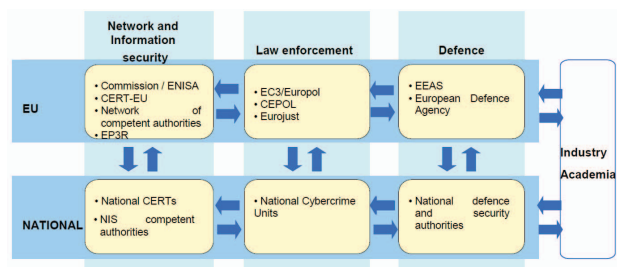 Network and
Information
security
Law enforcement
Defence
EU
• Commission / ENISA
• CERT-EU
• Network of
competent authorities
• EP3R
• EC3/Europol
• CEPOL
• Eurojust
• EEAS
• European Defence
Agency
Industry
Academia
NATIONAL
• National CERTs
• NIS competent
authorities
• National Cybercrime
Units
• National defence
and security
authorities